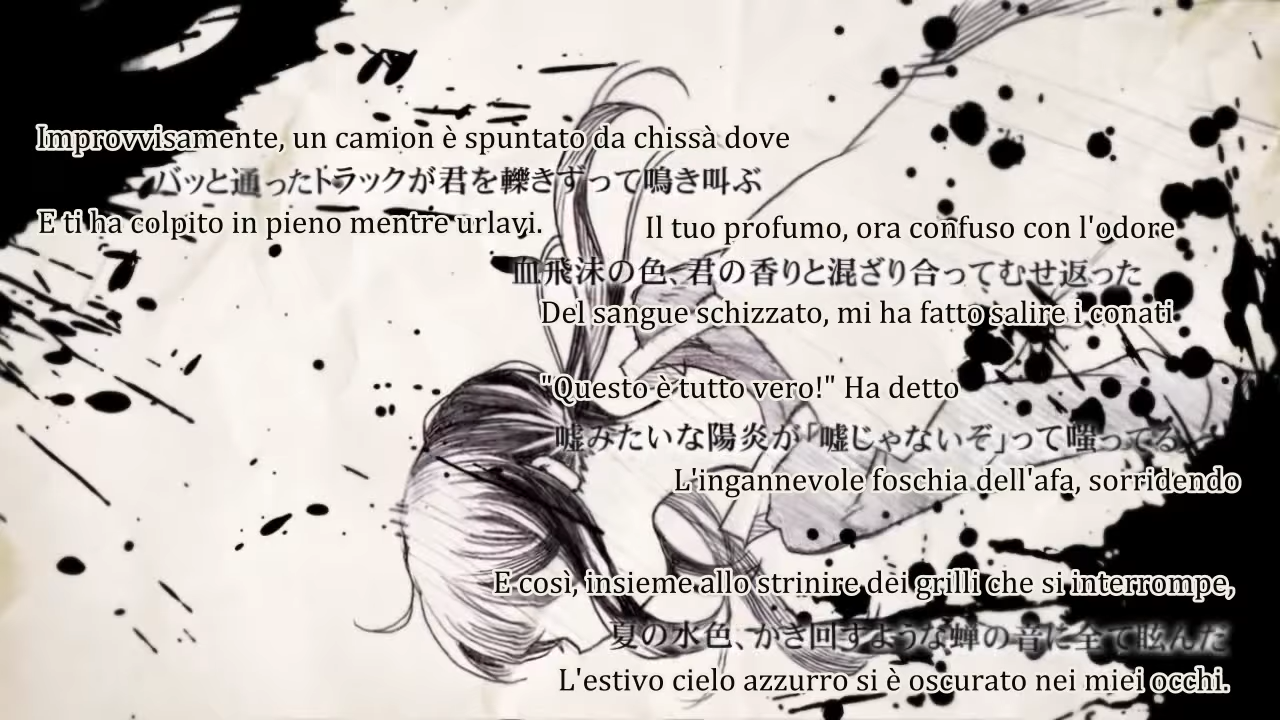 Improvvisamente, un camion è spuntato da chissà dove
バッと通ったトラックが君を轢きずって鳴き叫ぶ
E ti ha colpito in pieno mentre urlavi.
Il tuo profumo, ora confuso con l'odore
血飛沫の色、君の香りと混ざり合ってむせ返った
Del sangue schizzato, mi ha fatto salire i conati
"Questo è tutto vero!" Ha detto
嘘みたいな陽炎が「嘘じゃないぞ」って嗤ってる
L'ingannevole foschia dell'afa, sorridendo
E così, insieme allo strinire dei grilli che si interrompe,
夏の水色、かき回すような蝉の音に全て眩んだ
L'estivo cielo azzurro si è oscurato nei miei occhi.